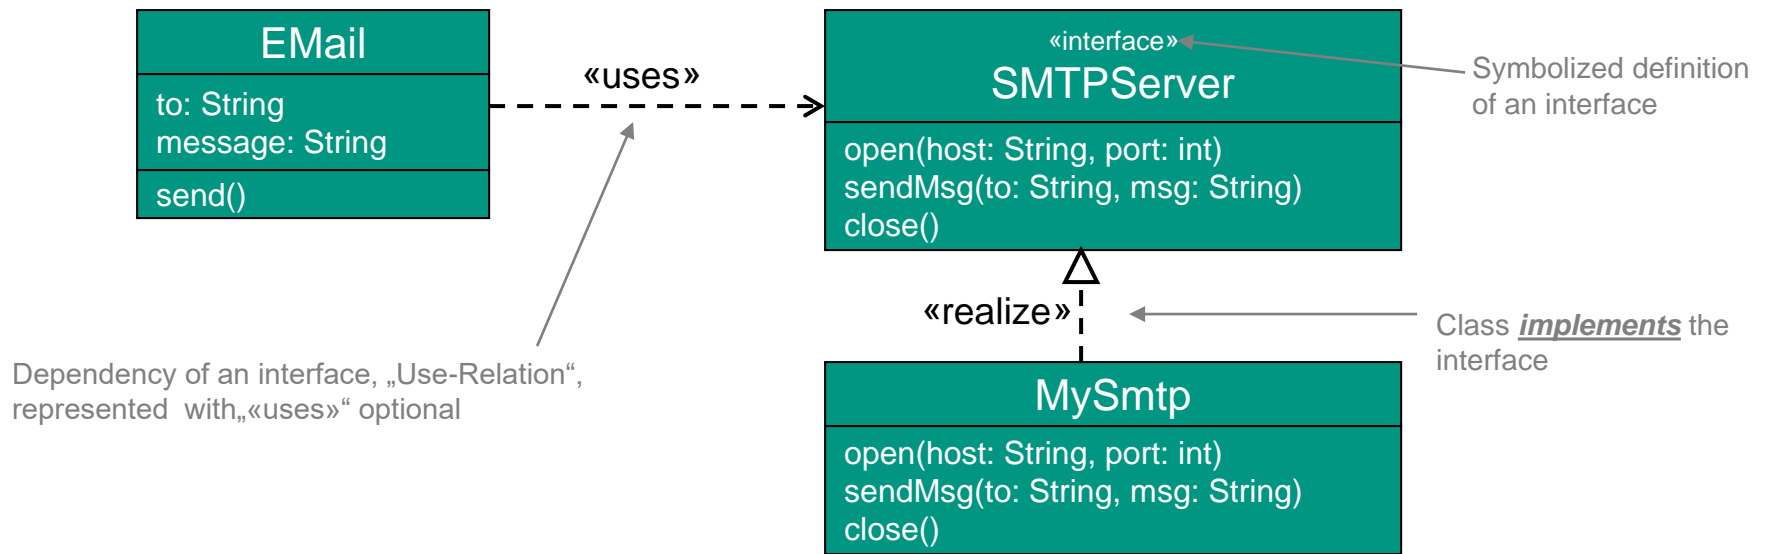 EMail
to: String
message: String
send()
«uses»
«interface»
SMTPServer
open(host: String, port: int)
sendMsg(to: String, msg: String)
close()
Symbolized definition
of an interface
«realize»
Class implements the
interface
Dependency of an interface, „Use-Relation“,
represented with„«uses»“ optional
MySmtp
open(host: String, port: int)
sendMsg(to: String, msg: String)
close()